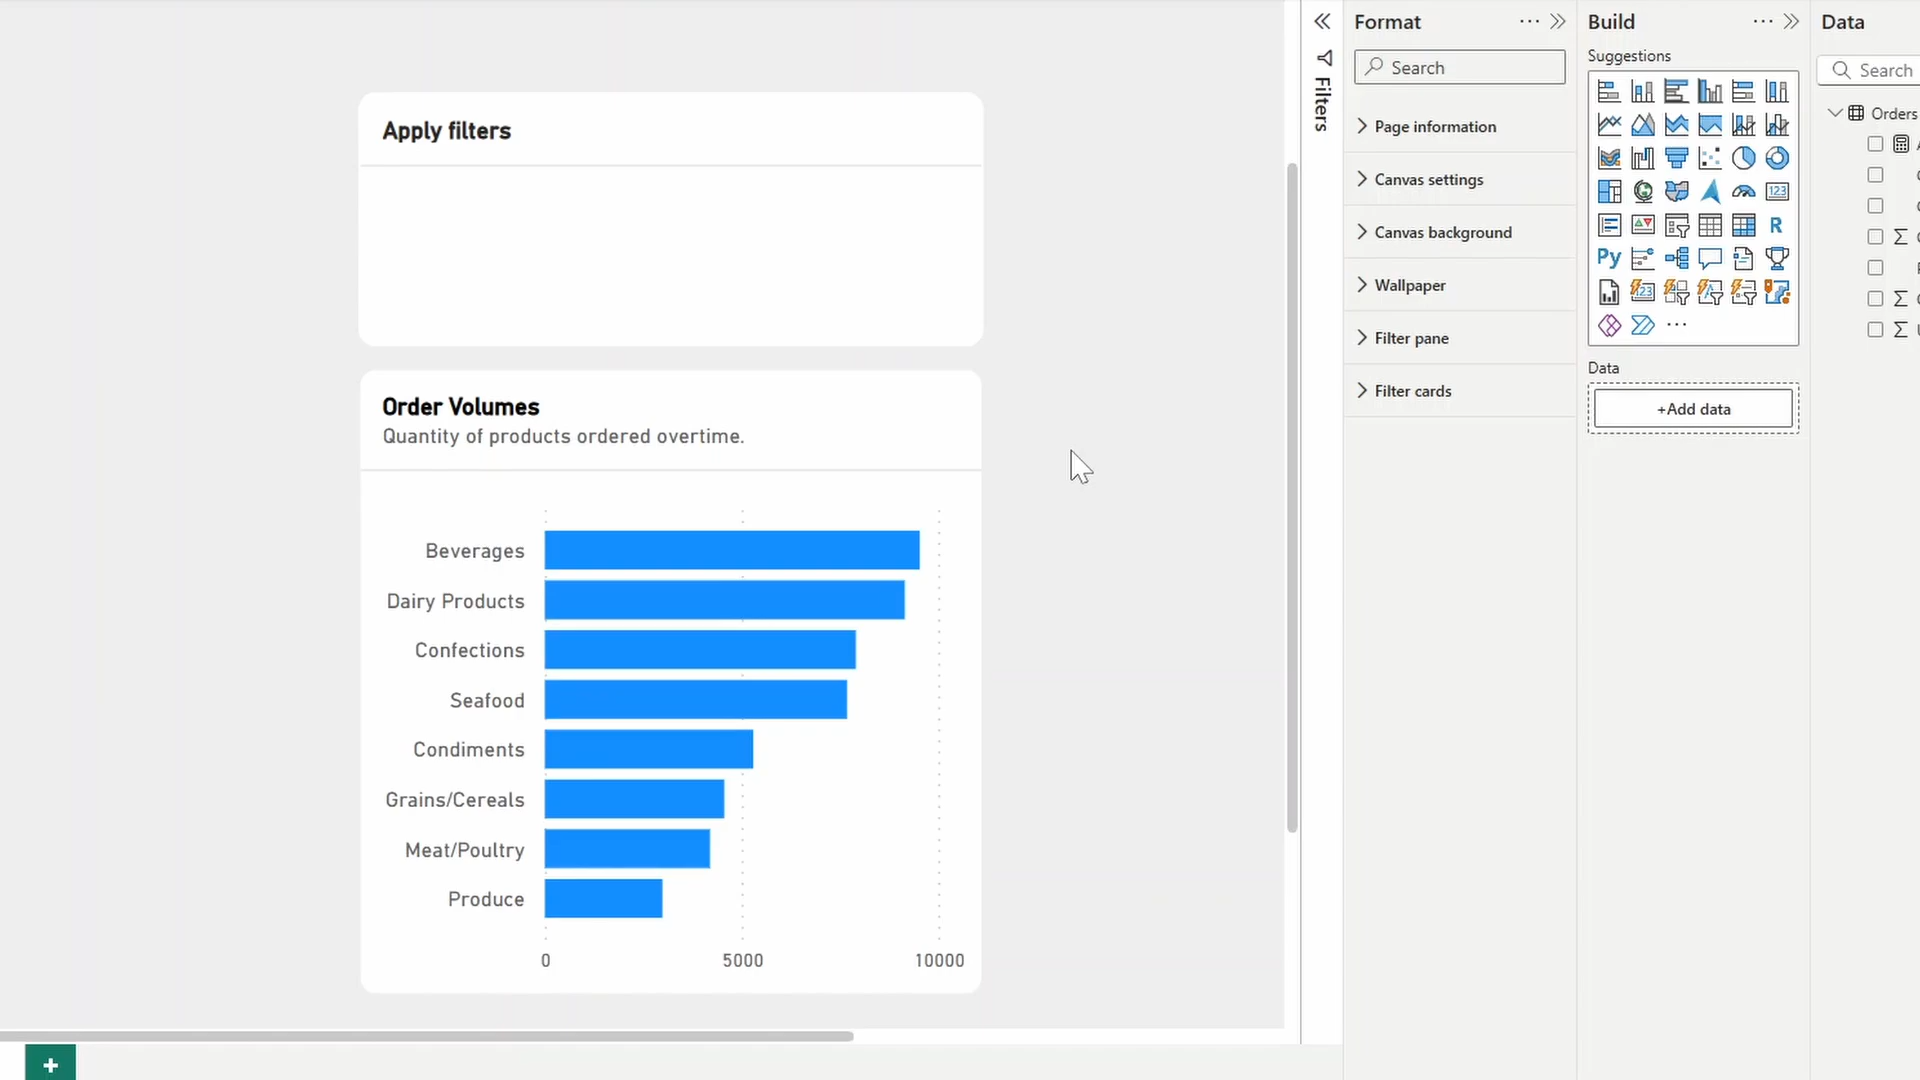 Apply filters
Order Volumes
Quantity of products ordered overtime.
Beverages
Dairy Products
Confections
Seafood
Condiments
Grains/Cereals
Meat/Poultry
Produce
0 5000 10000
Filters
Format
Search
Page information
Canvas settings
Canvas background
Wallpaper
Filter pane
Filter cards
Build
Suggestions
123
R
Py
123
Data
+Add data
Data
Search
Orders